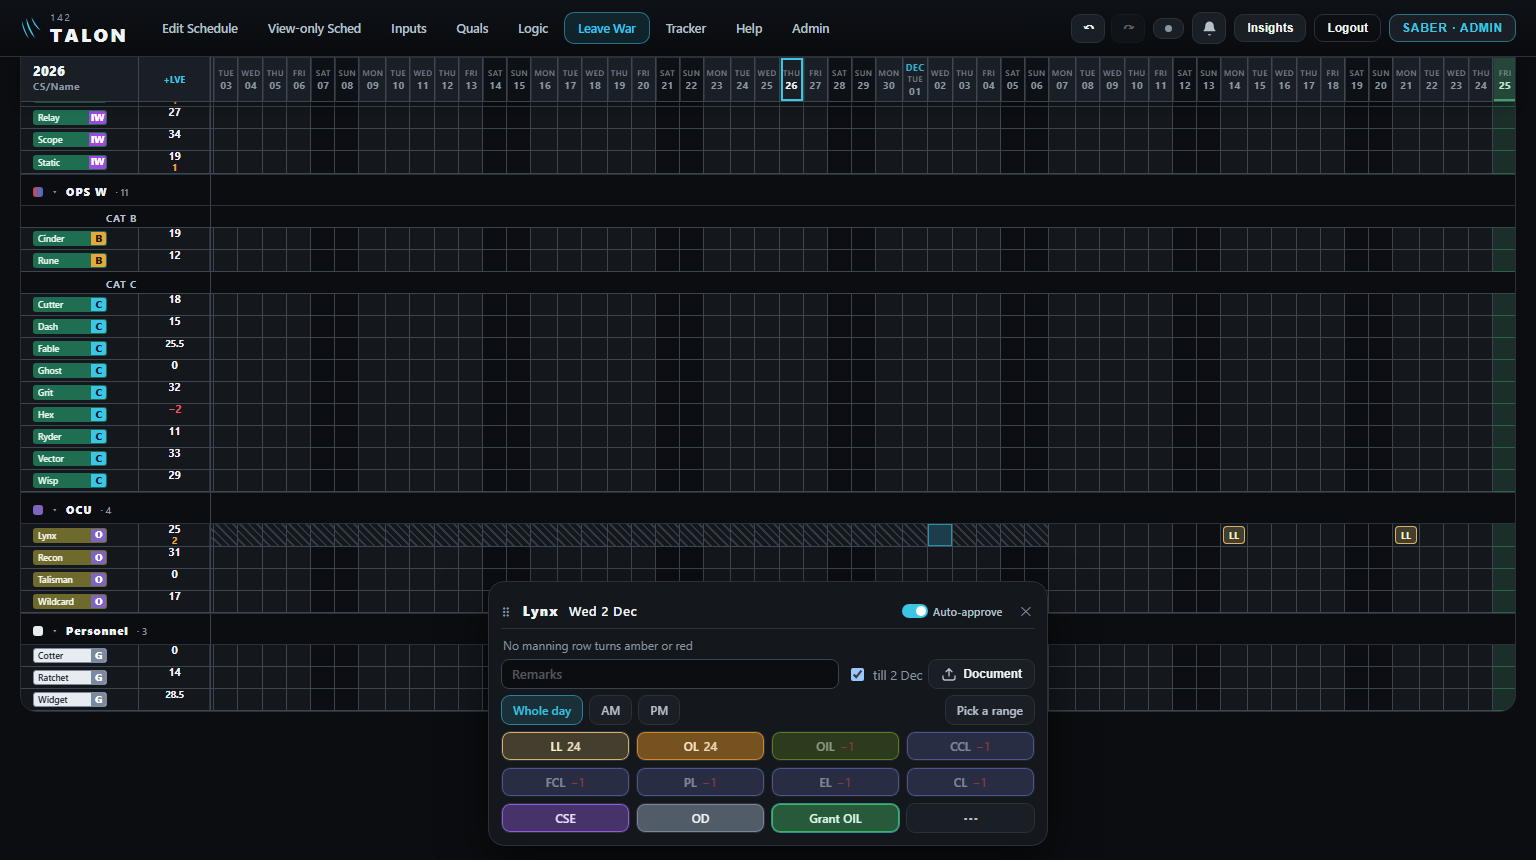 142
TALON
Edit Schedule
View-only Sched
Inputs
Quals
Logic
Leave War
Tracker
Help
Admin
Insights
Logout
SABER · ADMIN
2026
CS/Name
+LVE
TUE 03
WED 04
THU 05
FRI 06
SAT 07
SUN 08
MON 09
TUE 10
WED 11
THU 12
FRI 13
SAT 14
SUN 15
MON 16
TUE 17
WED 18
THU 19
FRI 20
SAT 21
SUN 22
MON 23
TUE 24
WED 25
THU 26
FRI 27
SAT 28
SUN 29
MON 30
DEC TUE 01
WED 02
THU 03
FRI 04
SAT 05
SUN 06
MON 07
TUE 08
WED 09
THU 10
FRI 11
SAT 12
SUN 13
MON 14
TUE 15
WED 16
THU 17
FRI 18
SAT 19
SUN 20
MON 21
TUE 22
WED 23
THU 24
FRI 25
Relay IW 27
Scope IW 34
Static IW 19
1
OPS W · 11
CAT B
Cinder B 19
Rune B 12
CAT C
Cutter C 18
Dash C 15
Fable C 25.5
Ghost C 0
Grit C 32
Hex C −2
Ryder C 11
Vector C 33
Wisp C 29
OCU · 4
Lynx O 25 LL LL
2
Recon O 31
Talisman O 0
Wildcard O 17
Personnel · 3
Cotter G 0
Ratchet G 14
Widget G 28.5
Lynx Wed 2 Dec
Auto-approve
No manning row turns amber or red
Remarks
till 2 Dec
Document
Whole day
AM
PM
Pick a range
LL 24
OL 24
OIL −1
CCL −1
FCL −1
PL −1
EL −1
CL −1
CSE
OD
Grant OIL
---